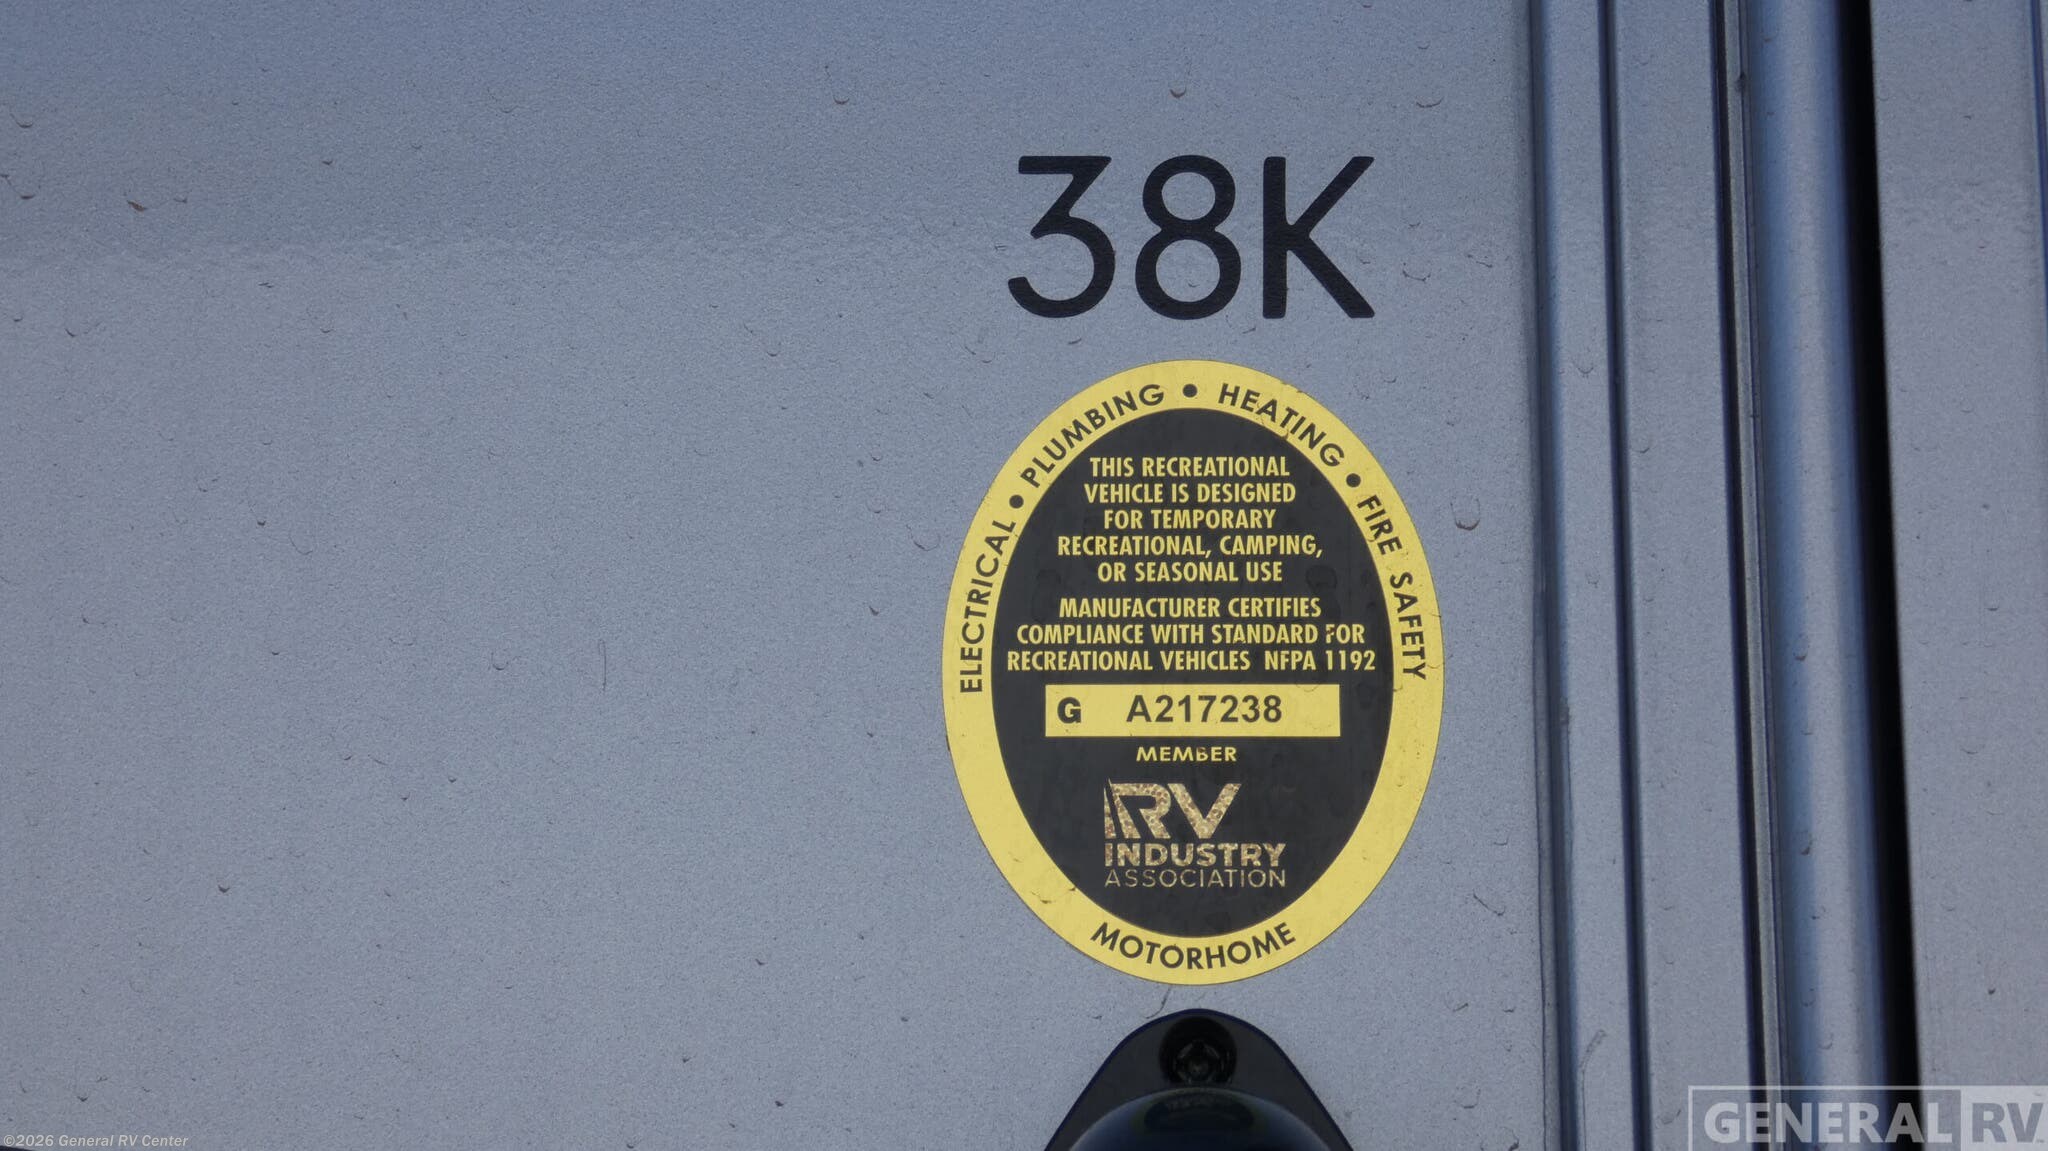 38K
ELECTRICAL • PLUMBING • HEATING • FIRE SAFETY
THIS RECREATIONAL
VEHICLE IS DESIGNED
FOR TEMPORARY
RECREATIONAL, CAMPING,
OR SEASONAL USE
MANUFACTURER CERTIFIES
COMPLIANCE WITH STANDARD FOR
RECREATIONAL VEHICLES NFPA 1192
G A217238
MEMBER
RV
INDUSTRY
ASSOCIATION
MOTORHOME
©2026 General RV Center
GENERAL RV